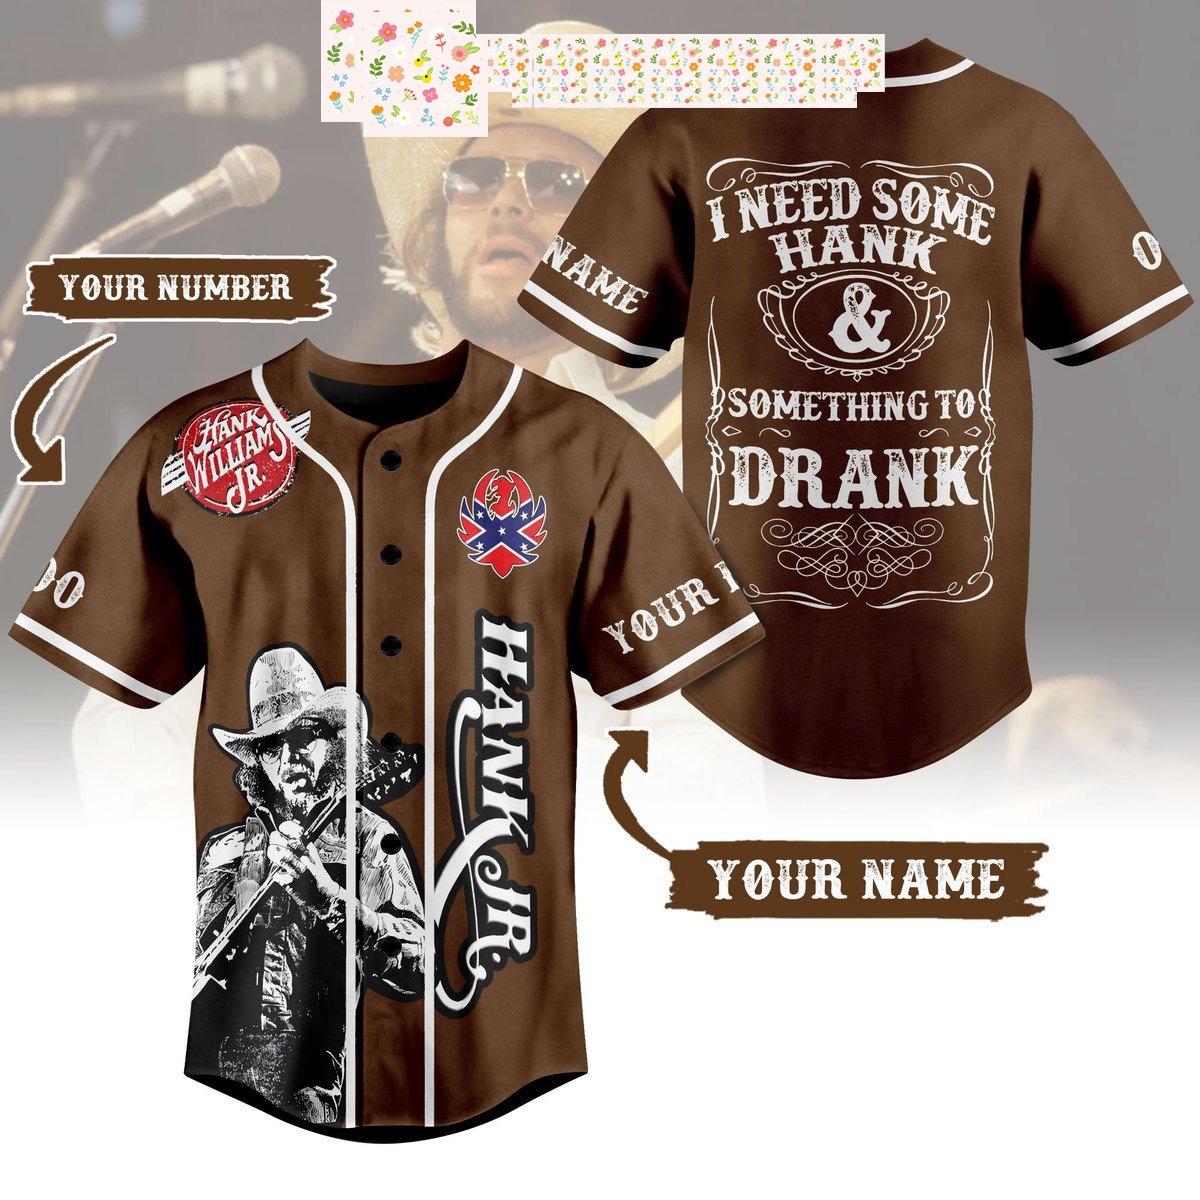 I NEED SOME
HANK
&
SOMETHING TO
DRANK
NAME
0
YOUR NUMBER
HANK
WILLIAMS
JR.
00
YOUR
HANK JR.
YOUR NAME